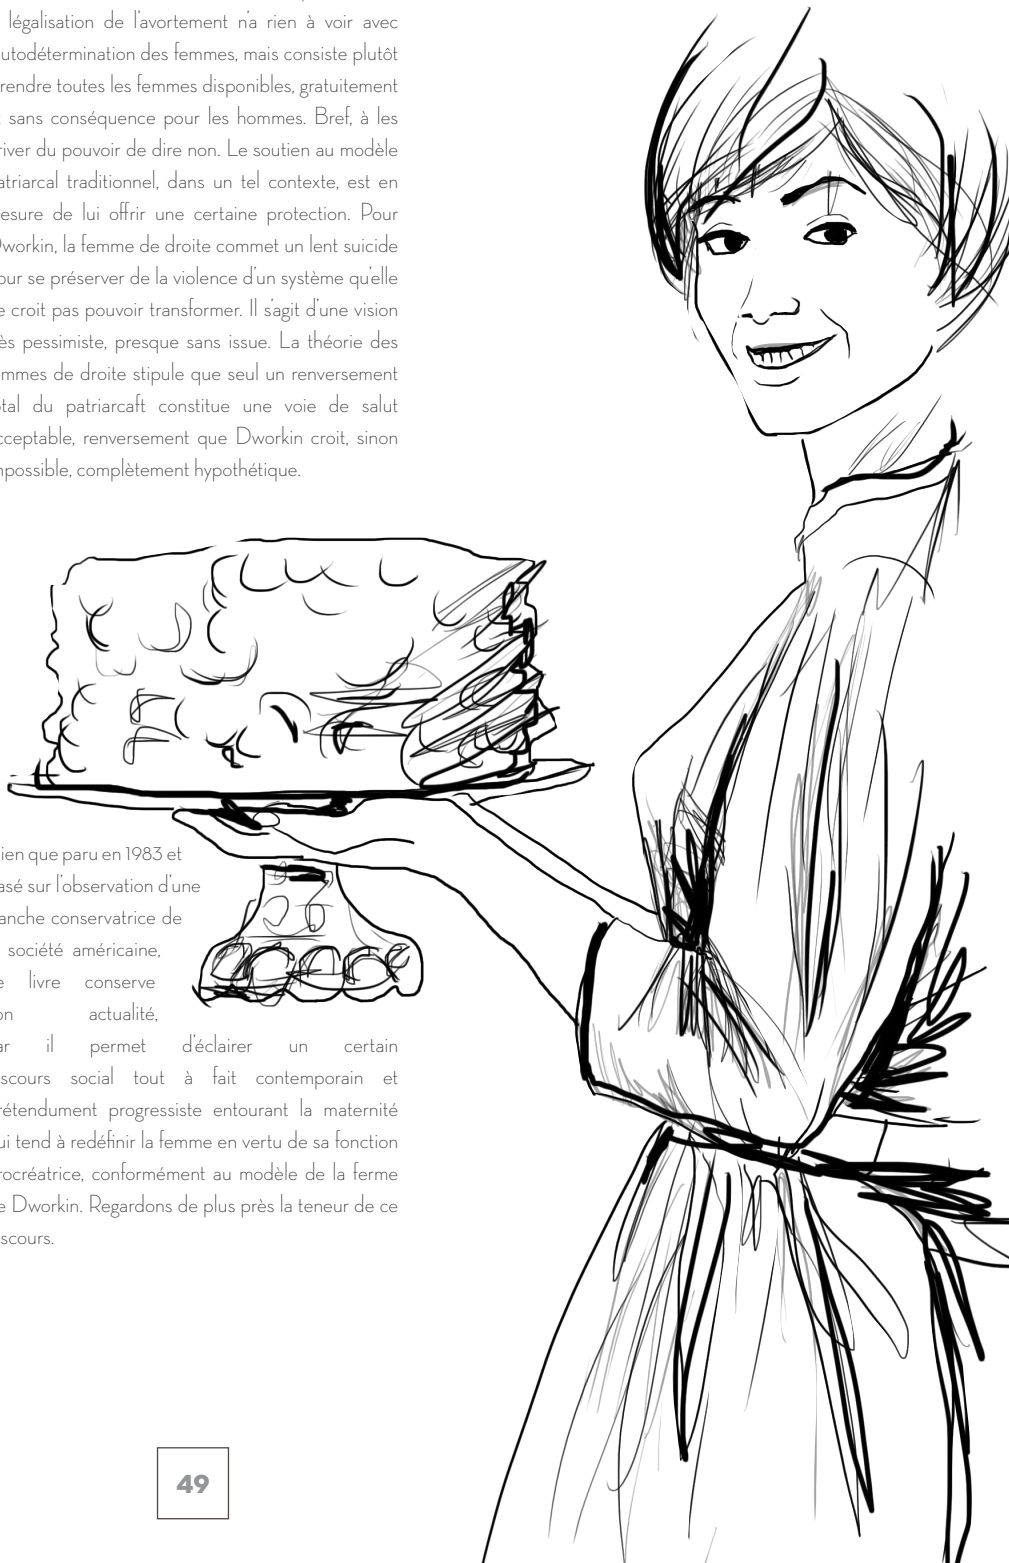 légalisation de l'avortement n'a rien à voir avec
utodétermination des femmes, mais consiste plutôt
rendre toutes les femmes disponibles, gratuitement
sans conséquence pour les hommes. Bref, à les
river du pouvoir de dire non. Le soutien au modèle
atriarcal traditionnel, dans un tel contexte, est en
esure de lui offrir une certaine protection. Pour
Dworkin, la femme de droite commet un lent suicide
our se préserver de la violence d'un système qu'elle
e croit pas pouvoir transformer. Il s'agit d'une vision
ès pessimiste, presque sans issue. La théorie des
mmes de droite stipule que seul un renversement
tal du patriarcaft constitue une voie de salut
cceptable, renversement que Dworkin croit, sinon
mpossible, complètement hypothétique.
ien que paru en 1983 et
asé sur l'observation d'une
anche conservatrice de
société américaine,
e livre conserve
on actualité,
ar il permet d'éclairer un certain
scours social tout à fait contemporain et
rétendument progressiste entourant la maternité
ui tend à redéfinir la femme en vertu de sa fonction
rocréatrice, conformément au modèle de la ferme
e Dworkin. Regardons de plus près la teneur de ce
scours.
49